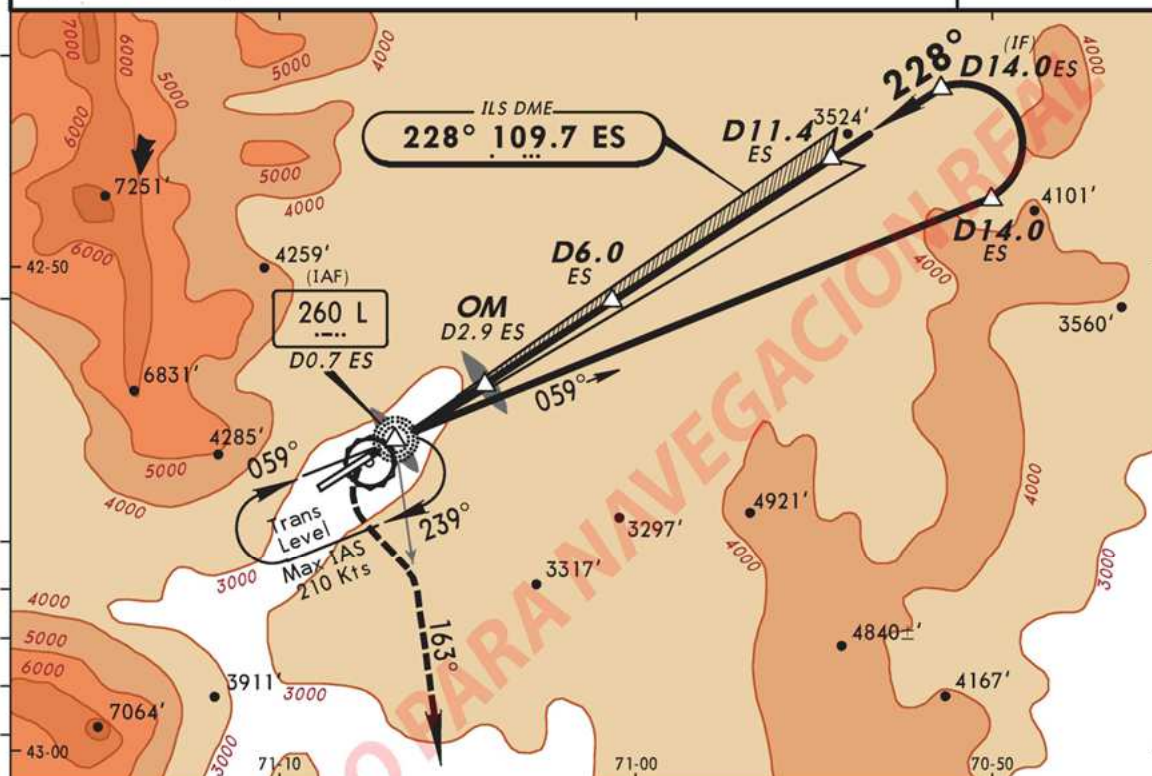 7000
6000
5000
5000
4000
6000
7251'
5000
4000
6000
4259'
42-50
(IAF)
260 L
D0.7 ES
6831'
4285'
5000
4000
ILS DME
228° 109.7 ES
228°
(IF)
D14.0 ES
4000
3524'
D11.4
ES
4101'
D14.0
ES
4000
3560'
D6.0
ES
OM
D2.9 ES
059°
059°
239°
Trans
Level
Max IAS
210 Kts
3000
163°
3297'
3317'
4921'
4000
4000
3000
4840±'
4167'
4000
5000
6000
7064'
3911'
3000
3000
43-00
71-10
71-00
70-50
O PARA NAVEGACION REAL